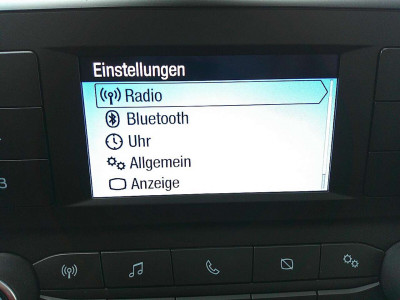 Einstellungen
Radio
Bluetooth
Uhr
Allgemein
Anzeige